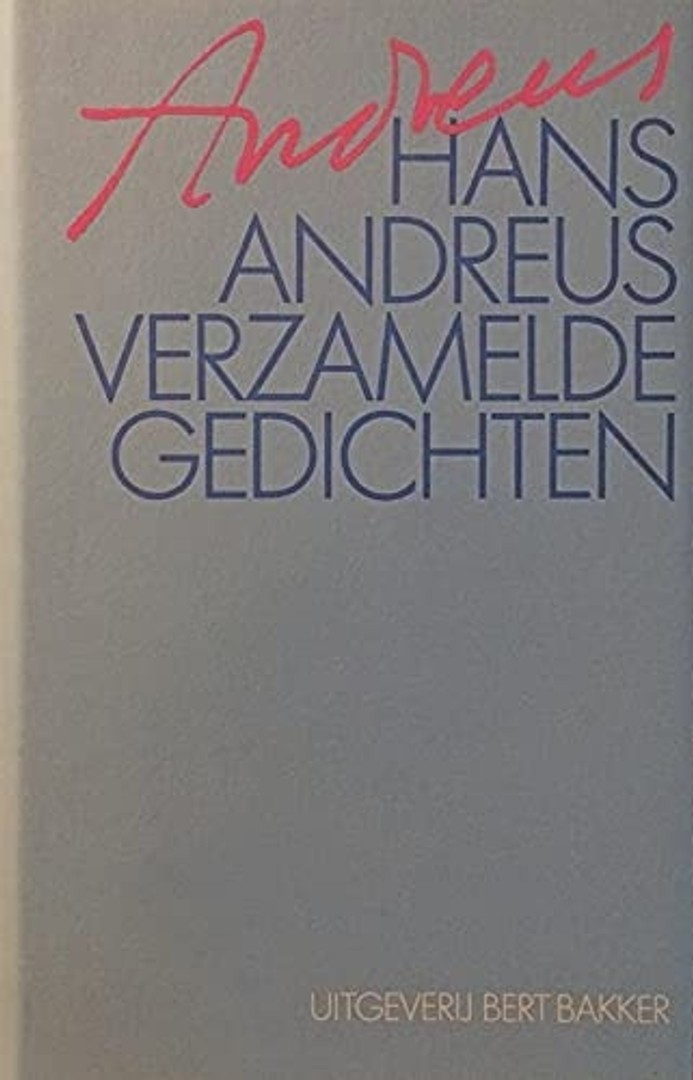 Andreus
HANS
ANDREUS
VERZAMELDE
GEDICHTEN
UITGEVERIJ BERT BAKKER